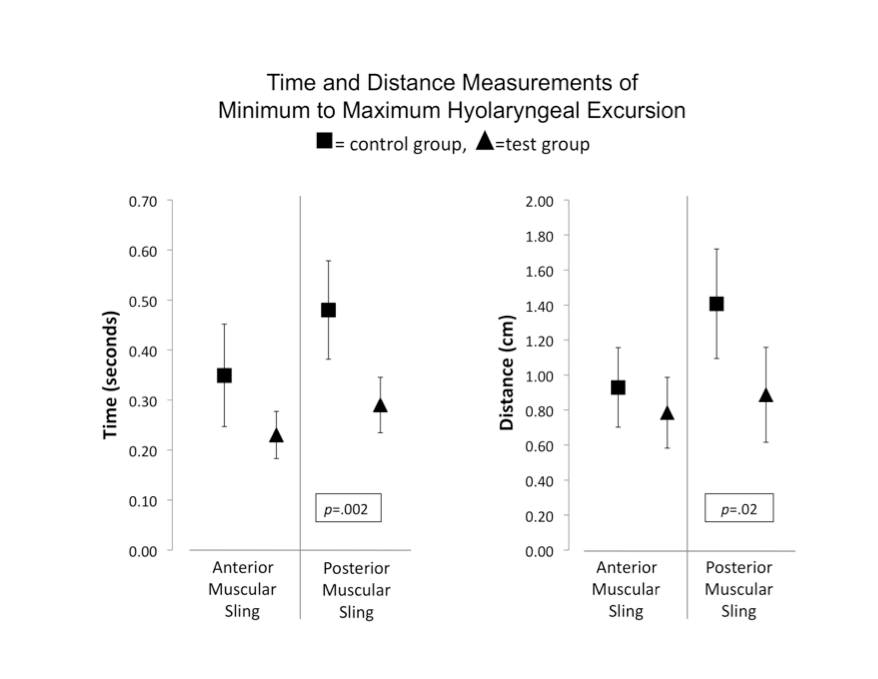 Time and Distance Measurements of
Minimum to Maximum Hyolaryngeal Excursion
■= control group, ▲=test group
Time (seconds)
0.70
0.60
0.50
0.40
0.30
0.20
0.10
0.00
p=.002
Anterior
Muscular
Sling
Posterior
Muscular
Sling
Distance (cm)
2.00
1.80
1.60
1.40
1.20
1.00
0.80
0.60
0.40
0.20
0.00
p=.02
Anterior
Muscular
Sling
Posterior
Muscular
Sling